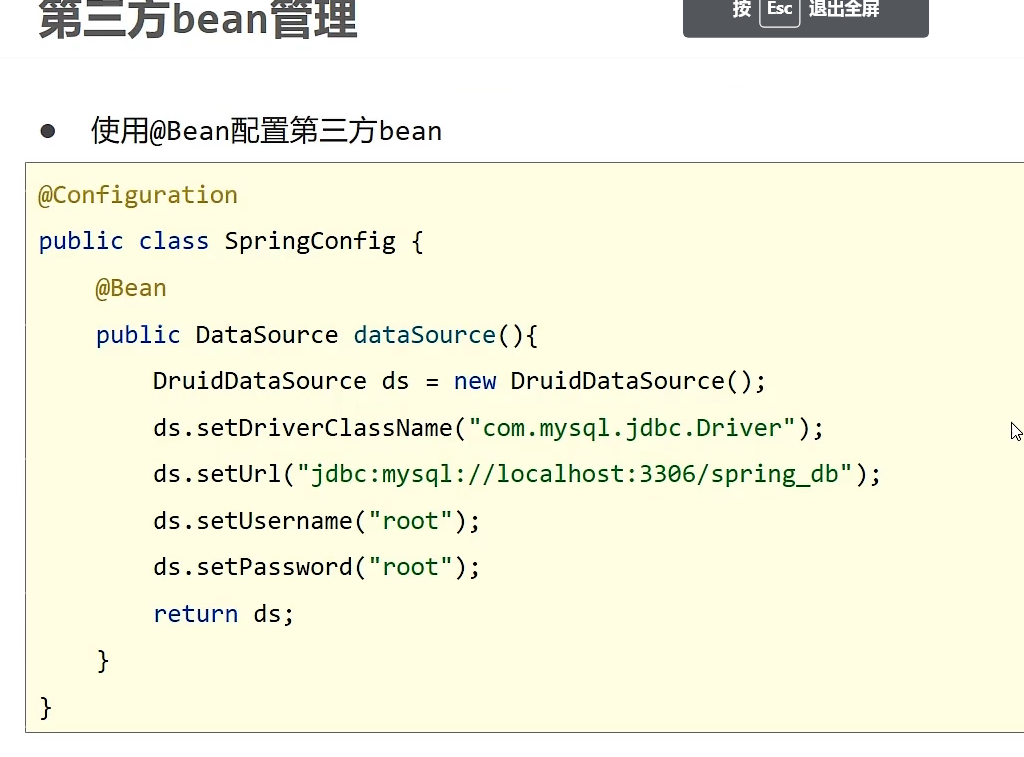 第三方bean管理
按 Esc 退出全屏
使用@Bean配置第三方bean
@Configuration
public class SpringConfig {
    @Bean
    public DataSource dataSource(){
        DruidDataSource ds = new DruidDataSource();
        ds.setDriverClassName("com.mysql.jdbc.Driver");
        ds.setUrl("jdbc:mysql://localhost:3306/spring_db");
        ds.setUsername("root");
        ds.setPassword("root");
        return ds;
    }
}